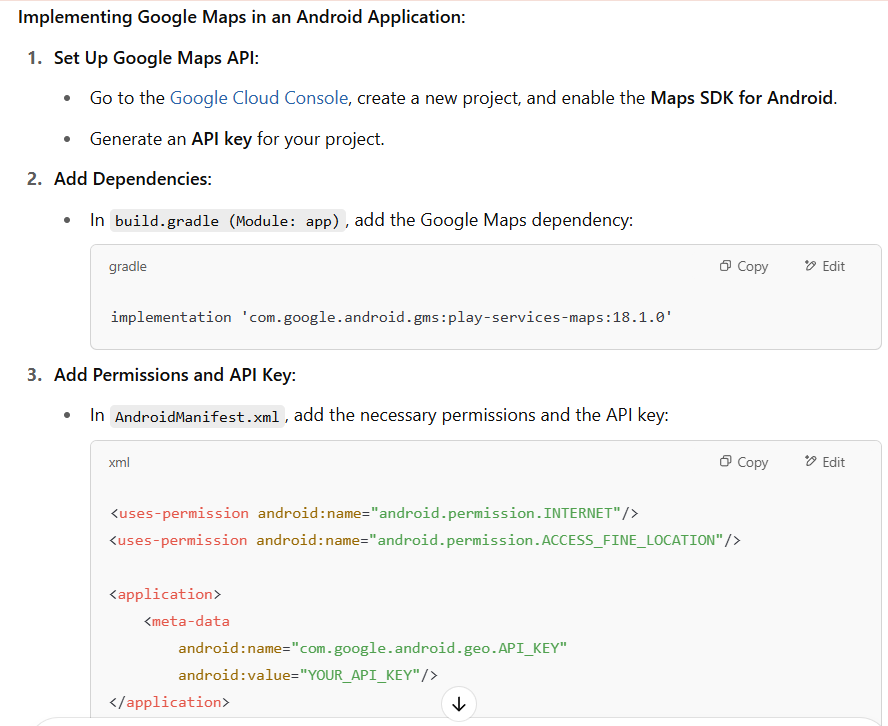 Implementing Google Maps in an Android Application:
1. Set Up Google Maps API:
• Go to the Google Cloud Console, create a new project, and enable the Maps SDK for Android.
• Generate an API key for your project.
2. Add Dependencies:
• In build.gradle (Module: app), add the Google Maps dependency:
gradle Copy Edit
implementation 'com.google.android.gms:play-services-maps:18.1.0'
3. Add Permissions and API Key:
• In AndroidManifest.xml, add the necessary permissions and the API key:
xml Copy Edit
<uses-permission android:name="android.permission.INTERNET"/>
<uses-permission android:name="android.permission.ACCESS_FINE_LOCATION"/>
<application>
    <meta-data
        android:name="com.google.android.geo.API_KEY"
        android:value="YOUR_API_KEY"/>
</application>